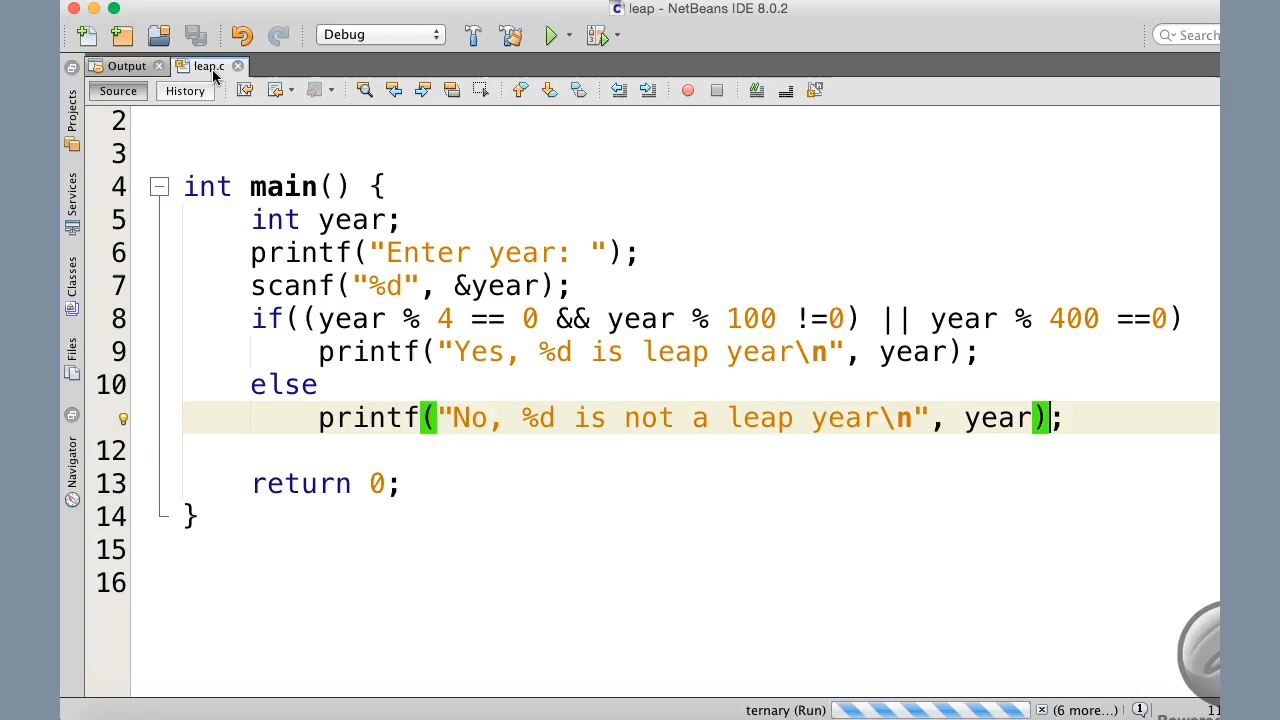 leap - NetBeans IDE 8.0.2
Debug
Search
Output
leap.c
Source
History
Projects
Services
Classes
Files
Navigator
2
3
4 int main() {
5 int year;
6 printf("Enter year: ");
7 scanf("%d", &year);
8 if((year % 4 == 0 && year % 100 !=0) || year % 400 ==0)
9 printf("Yes, %d is leap year\n", year);
10 else
printf("No, %d is not a leap year\n", year);
12
13 return 0;
14 }
15
16
ternary (Run)
(6 more...)
11